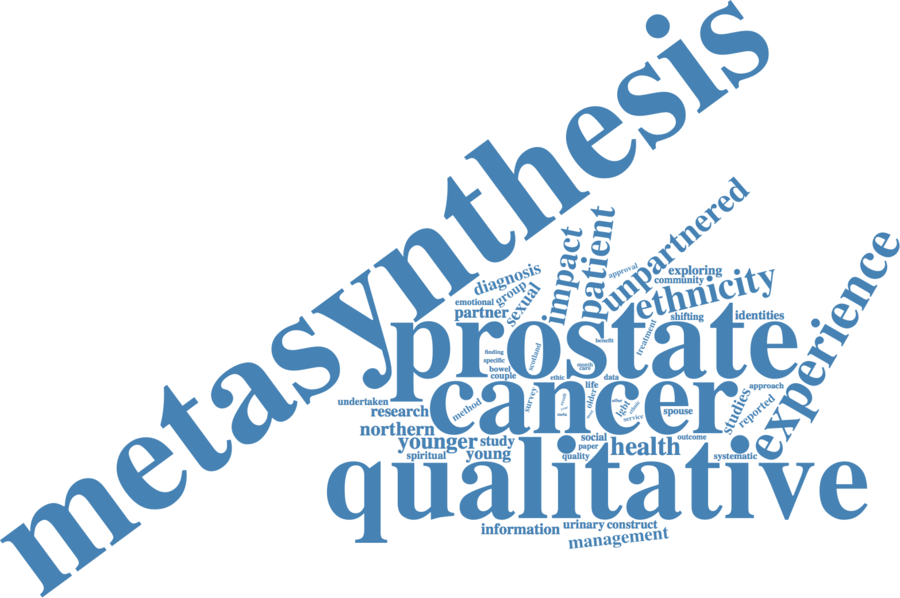 metasynthesis
prostate
cancer
qualitative
experience
unpartnered
patient
impact
ethnicity
approval
exploring
community
diagnosis
group
sexual
emotional
partner
shifting
identities
treatment
benefit
finding
specific
bowel
couple
scotland
month
care
ethic
data
life
older
survey
undertaken
research
method
northern
younger
study
spiritual
young
lgbt
service
spouse
studies
approach
reported
social
paper
quality
health
outcome
systematic
information
urinary
construct
management